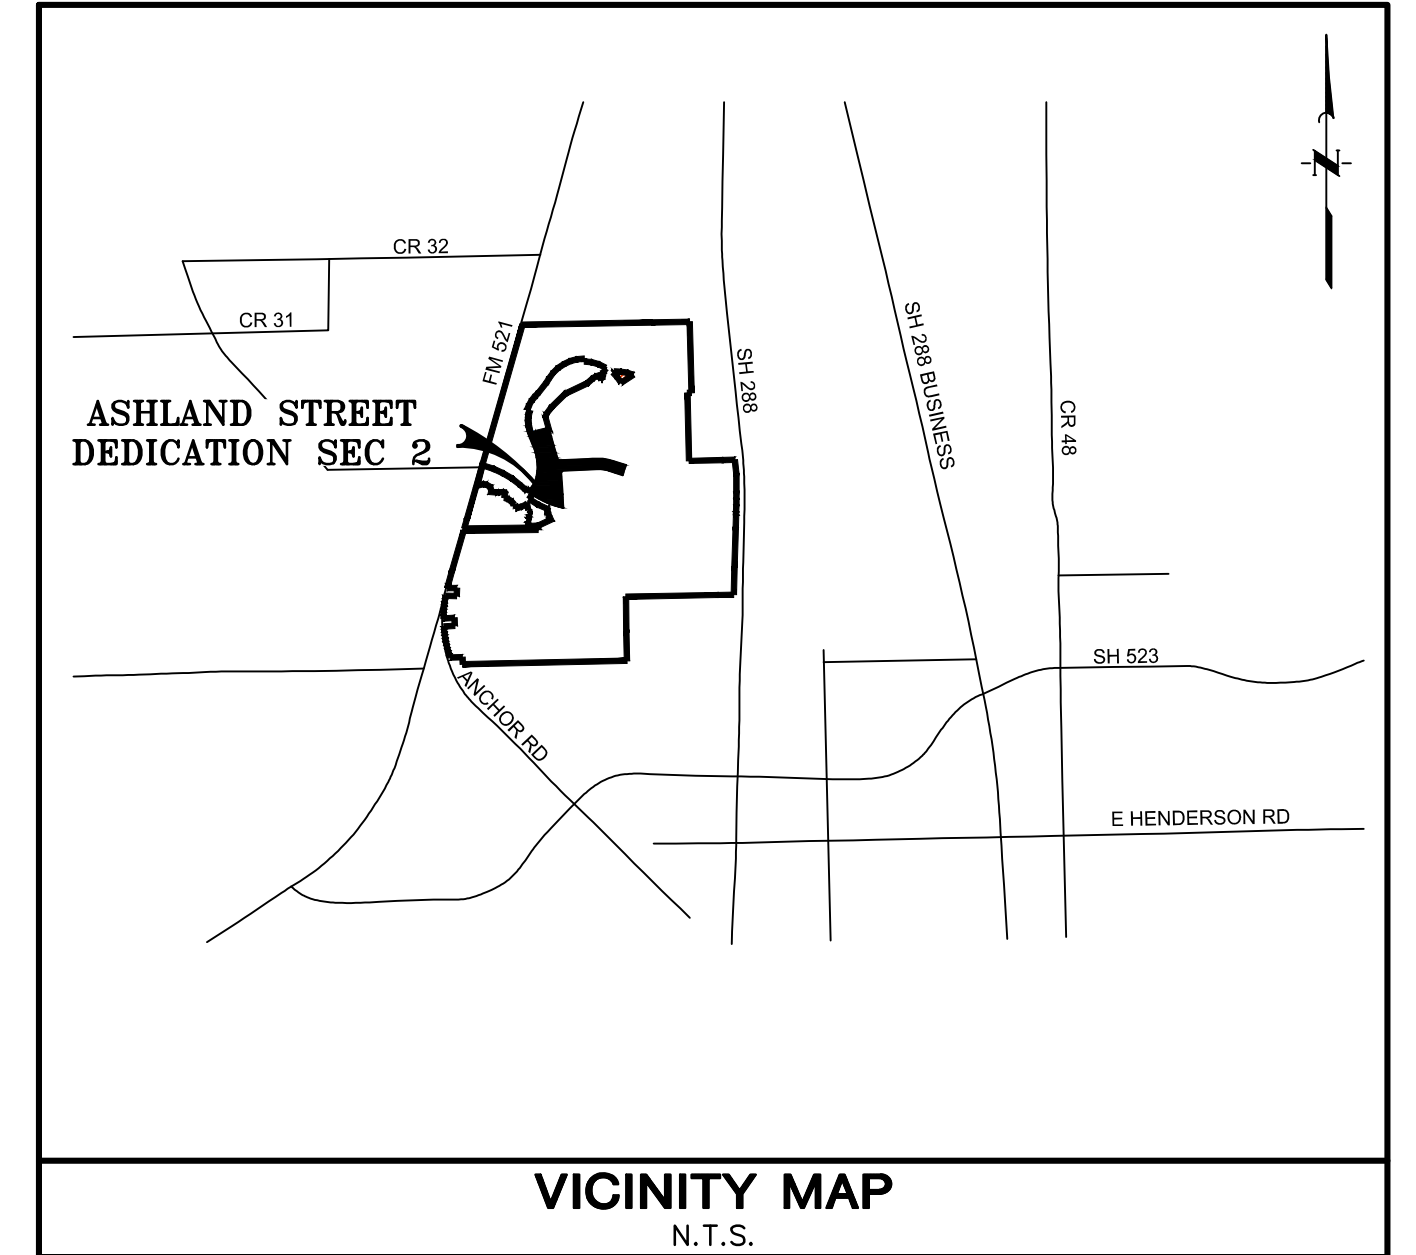 N
CR 32
CR 31
FM 521
SH 288
SH 288 BUSINESS
CR 48
ASHLAND STREET
DEDICATION SEC 2
SH 523
ANCHOR RD
E HENDERSON RD
VICINITY MAP
N.T.S.